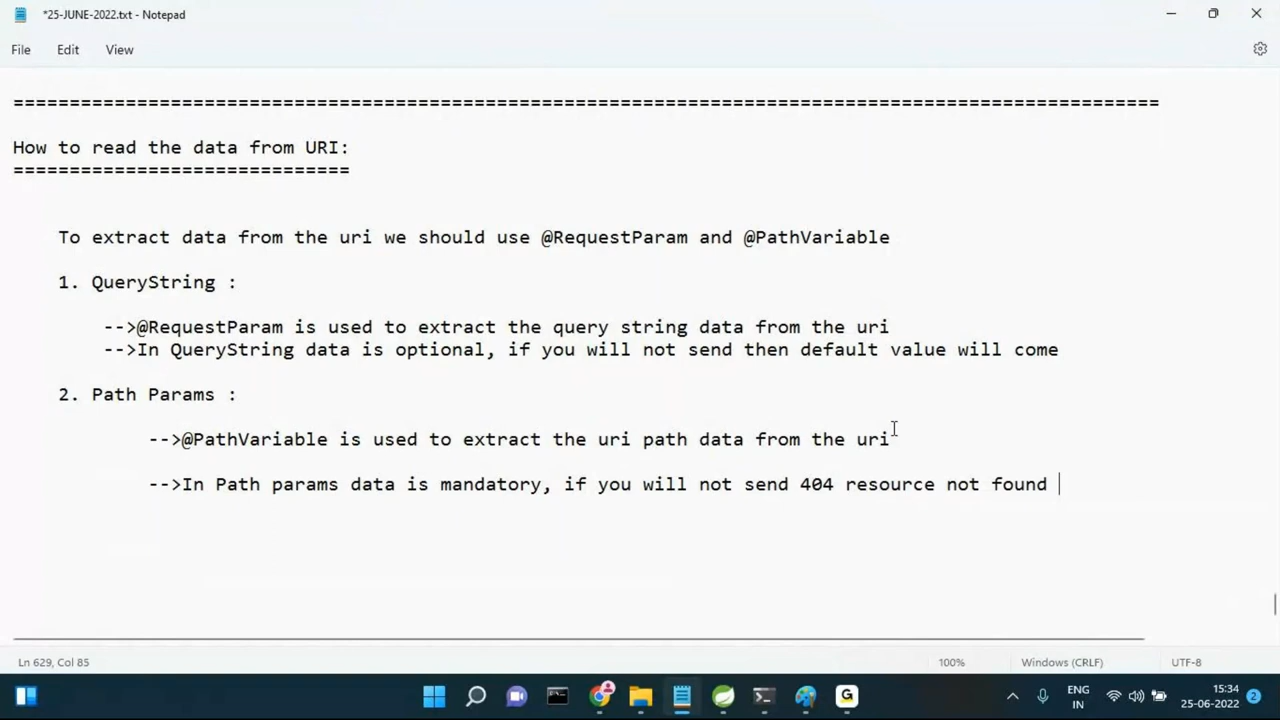 *25-JUNE-2022.txt - Notepad
File Edit View
=======================================================================================================
How to read the data from URI:
==============================
To extract data from the uri we should use @RequestParam and @PathVariable
1. QueryString :
-->@RequestParam is used to extract the query string data from the uri
-->In QueryString data is optional, if you will not send then default value will come
2. Path Params :
-->@PathVariable is used to extract the uri path data from the uri
-->In Path params data is mandatory, if you will not send 404 resource not found
Ln 629, Col 85 100% Windows (CRLF) UTF-8
G
ENG
IN
15:34
25-06-2022
2